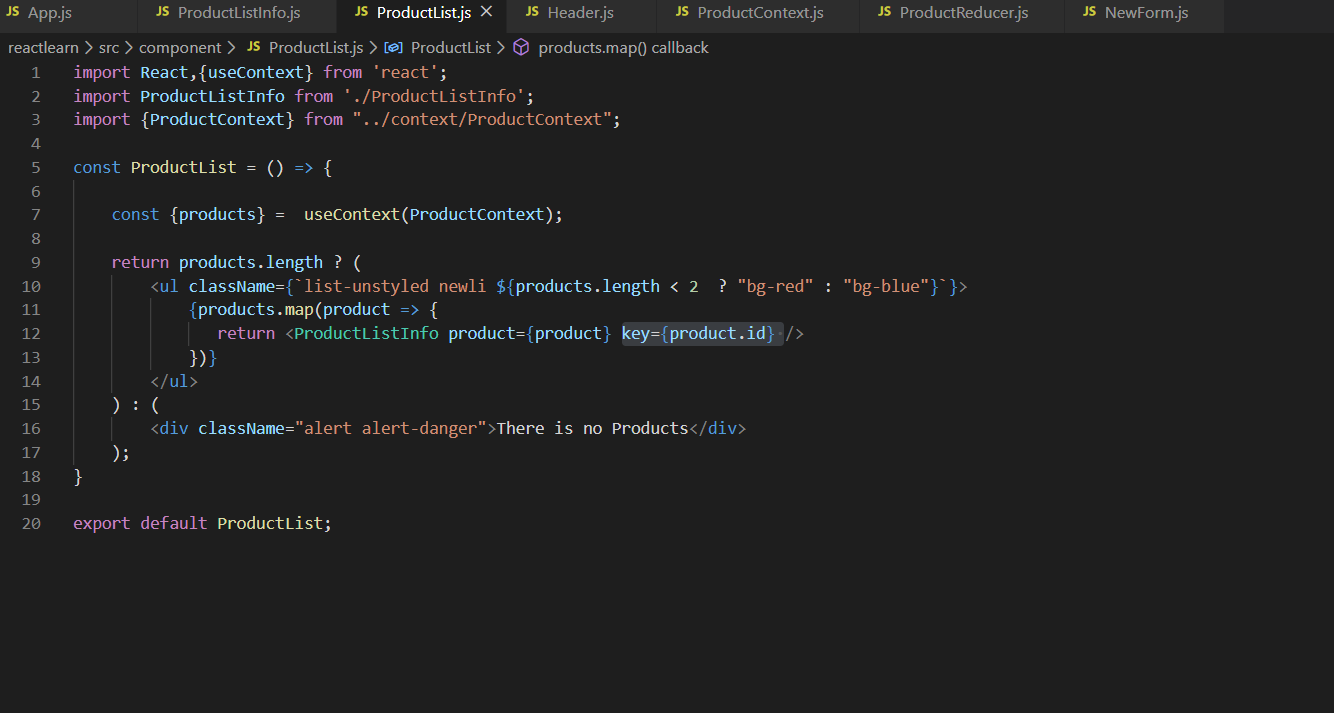 JS App.js JS ProductListInfo.js JS ProductList.js JS Header.js JS ProductContext.js JS ProductReducer.js JS NewForm.js
reactlearn > src > component > JS ProductList.js > ProductList > products.map() callback
1 import React,{useContext} from 'react';
2 import ProductListInfo from './ProductListInfo';
3 import {ProductContext} from "../context/ProductContext";
4
5 const ProductList = () => {
6
7 const {products} =  useContext(ProductContext);
8
9 return products.length ? (
10 <ul className={`list-unstyled newli ${products.length < 2  ? "bg-red" : "bg-blue"}`}>
11 {products.map(product => {
12 return <ProductListInfo product={product} key={product.id} />
13 })}
14 </ul>
15 ) : (
16 <div className="alert alert-danger">There is no Products</div>
17 );
18 }
19
20 export default ProductList;